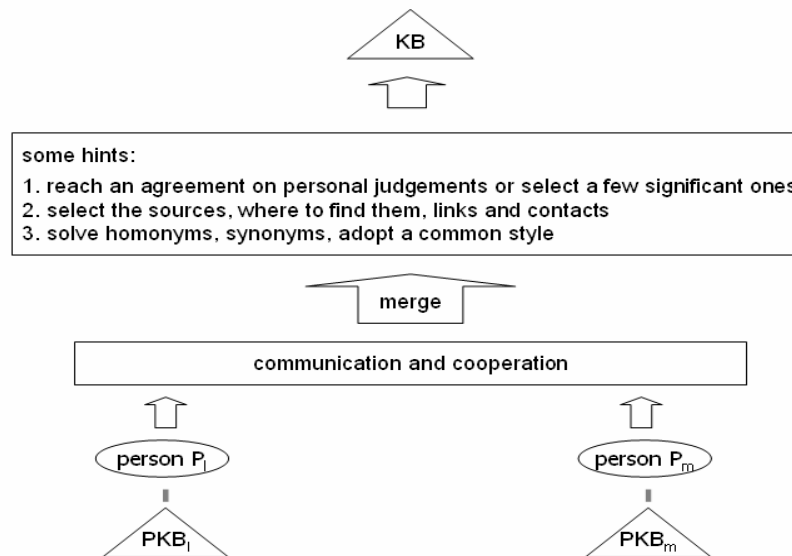 KB
some hints:
1. reach an agreement on personal judgements or select a few significant ones
2. select the sources, where to find them, links and contacts
3. solve homonyms, synonyms, adopt a common style
merge
communication and cooperation
person Pl person Pm
PKBl PKBm